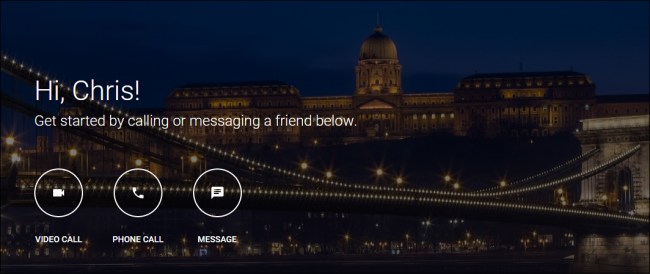 Hi, Chris!
Get started by calling or messaging a friend below.
VIDEO CALL PHONE CALL MESSAGE